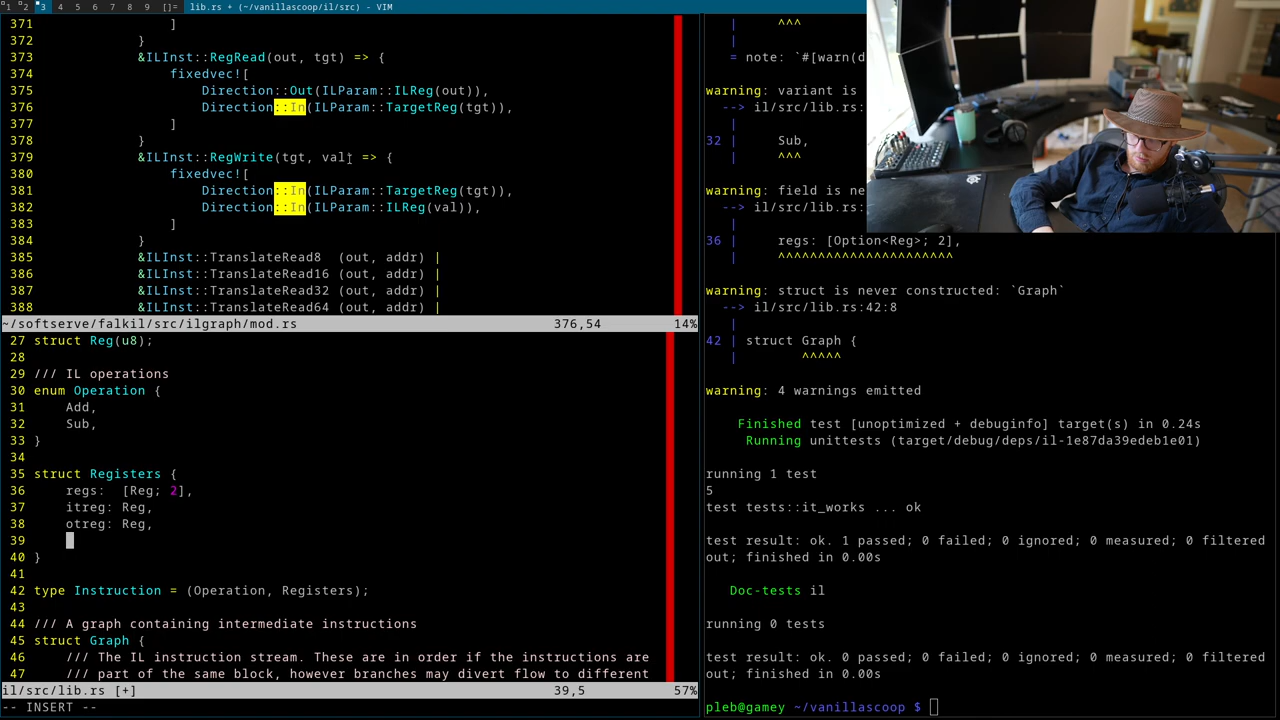 1 2 3 4 5 6 7 8 9 []= lib.rs + (~/vanillascoop/il/src) - VIM
371                 ]
372             }
373             &ILInst::RegRead(out, tgt) => {
374                 fixedvec![
375                     Direction::Out(ILParam::ILReg(out)),
376                     Direction::In(ILParam::TargetReg(tgt)),
377                 ]
378             }
379             &ILInst::RegWrite(tgt, val) => {
380                 fixedvec![
381                     Direction::In(ILParam::TargetReg(tgt)),
382                     Direction::In(ILParam::ILReg(val)),
383                 ]
384             }
385             &ILInst::TranslateRead8  (out, addr) |
386             &ILInst::TranslateRead16 (out, addr) |
387             &ILInst::TranslateRead32 (out, addr) |
388             &ILInst::TranslateRead64 (out, addr) |
~/softserve/falkil/src/ilgraph/mod.rs 376,54 14%
27 struct Reg(u8);
28
29 /// IL operations
30 enum Operation {
31     Add,
32     Sub,
33 }
34
35 struct Registers {
36     regs:  [Reg; 2],
37     itreg: Reg,
38     otreg: Reg,
39
40 }
41
42 type Instruction = (Operation, Registers);
43
44 /// A graph containing intermediate instructions
45 struct Graph {
46     /// The IL instruction stream. These are in order if the instructions are
47     /// part of the same block, however branches may divert flow to different
il/src/lib.rs [+] 39,5 57%
-- INSERT --
   |     ^^^
   |
   = note: `#[warn(d
warning: variant is
  --> il/src/lib.rs:
   |
32 |     Sub,
   |     ^^^
warning: field is ne
  --> il/src/lib.rs:
   |
36 |     regs: [Option<Reg>; 2],
   |     ^^^^^^^^^^^^^^^^^^^^^^
warning: struct is never constructed: `Graph`
  --> il/src/lib.rs:42:8
   |
42 | struct Graph {
   |        ^^^^^
warning: 4 warnings emitted
    Finished test [unoptimized + debuginfo] target(s) in 0.24s
     Running unittests (target/debug/deps/il-1e87da39edeb1e01)
running 1 test
5
test tests::it_works ... ok
test result: ok. 1 passed; 0 failed; 0 ignored; 0 measured; 0 filtered
out; finished in 0.00s
   Doc-tests il
running 0 tests
test result: ok. 0 passed; 0 failed; 0 ignored; 0 measured; 0 filtered
out; finished in 0.00s
pleb@gamey ~/vanillascoop $